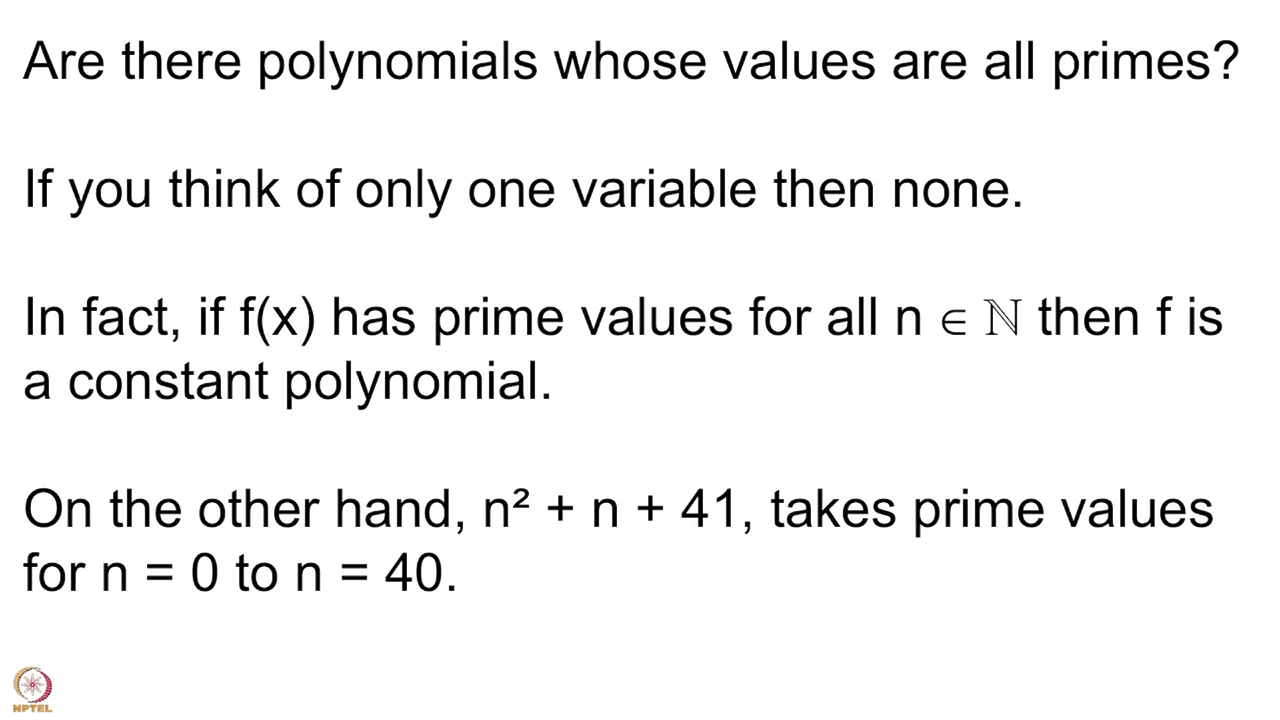 Are there polynomials whose values are all primes?
If you think of only one variable then none.
In fact, if f(x) has prime values for all n ∈ ℕ then f is
a constant polynomial.
On the other hand, n² + n + 41, takes prime values
for n = 0 to n = 40.
NPTEL